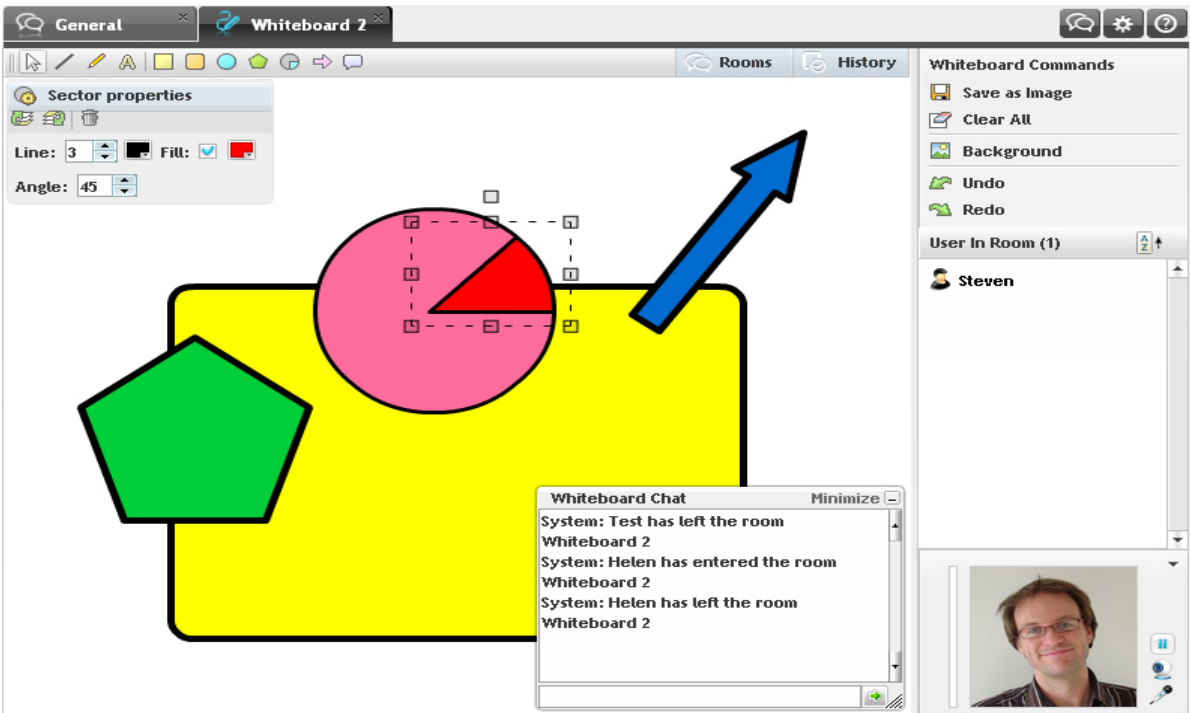 General
Whiteboard 2
Rooms
History
Sector properties
Line: 3 Fill:
Angle: 45
Whiteboard Chat Minimize
System: Test has left the room
Whiteboard 2
System: Helen has entered the room
Whiteboard 2
System: Helen has left the room
Whiteboard 2
Whiteboard Commands
Save as Image
Clear All
Background
Undo
Redo
User In Room (1)
A
Z
Steven